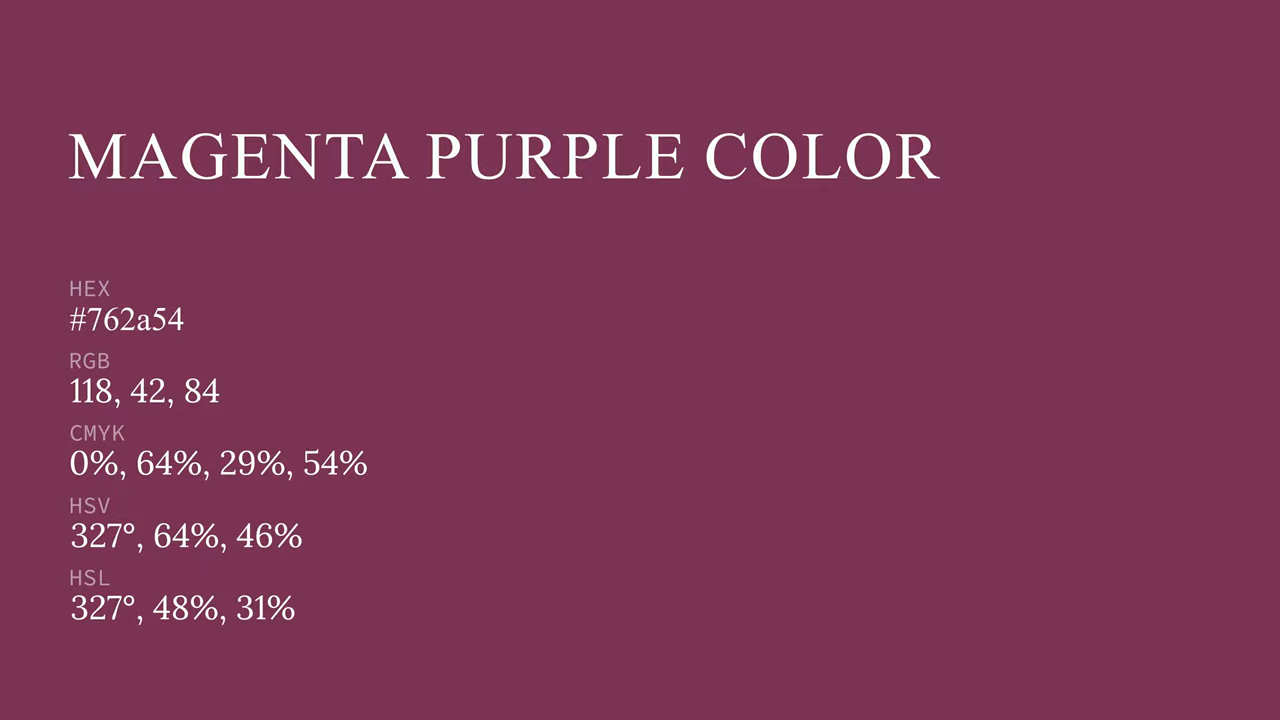 MAGENTA PURPLE COLOR
HEX
#762a54
RGB
118, 42, 84
CMYK
0%, 64%, 29%, 54%
HSV
327°, 64%, 46%
HSL
327°, 48%, 31%